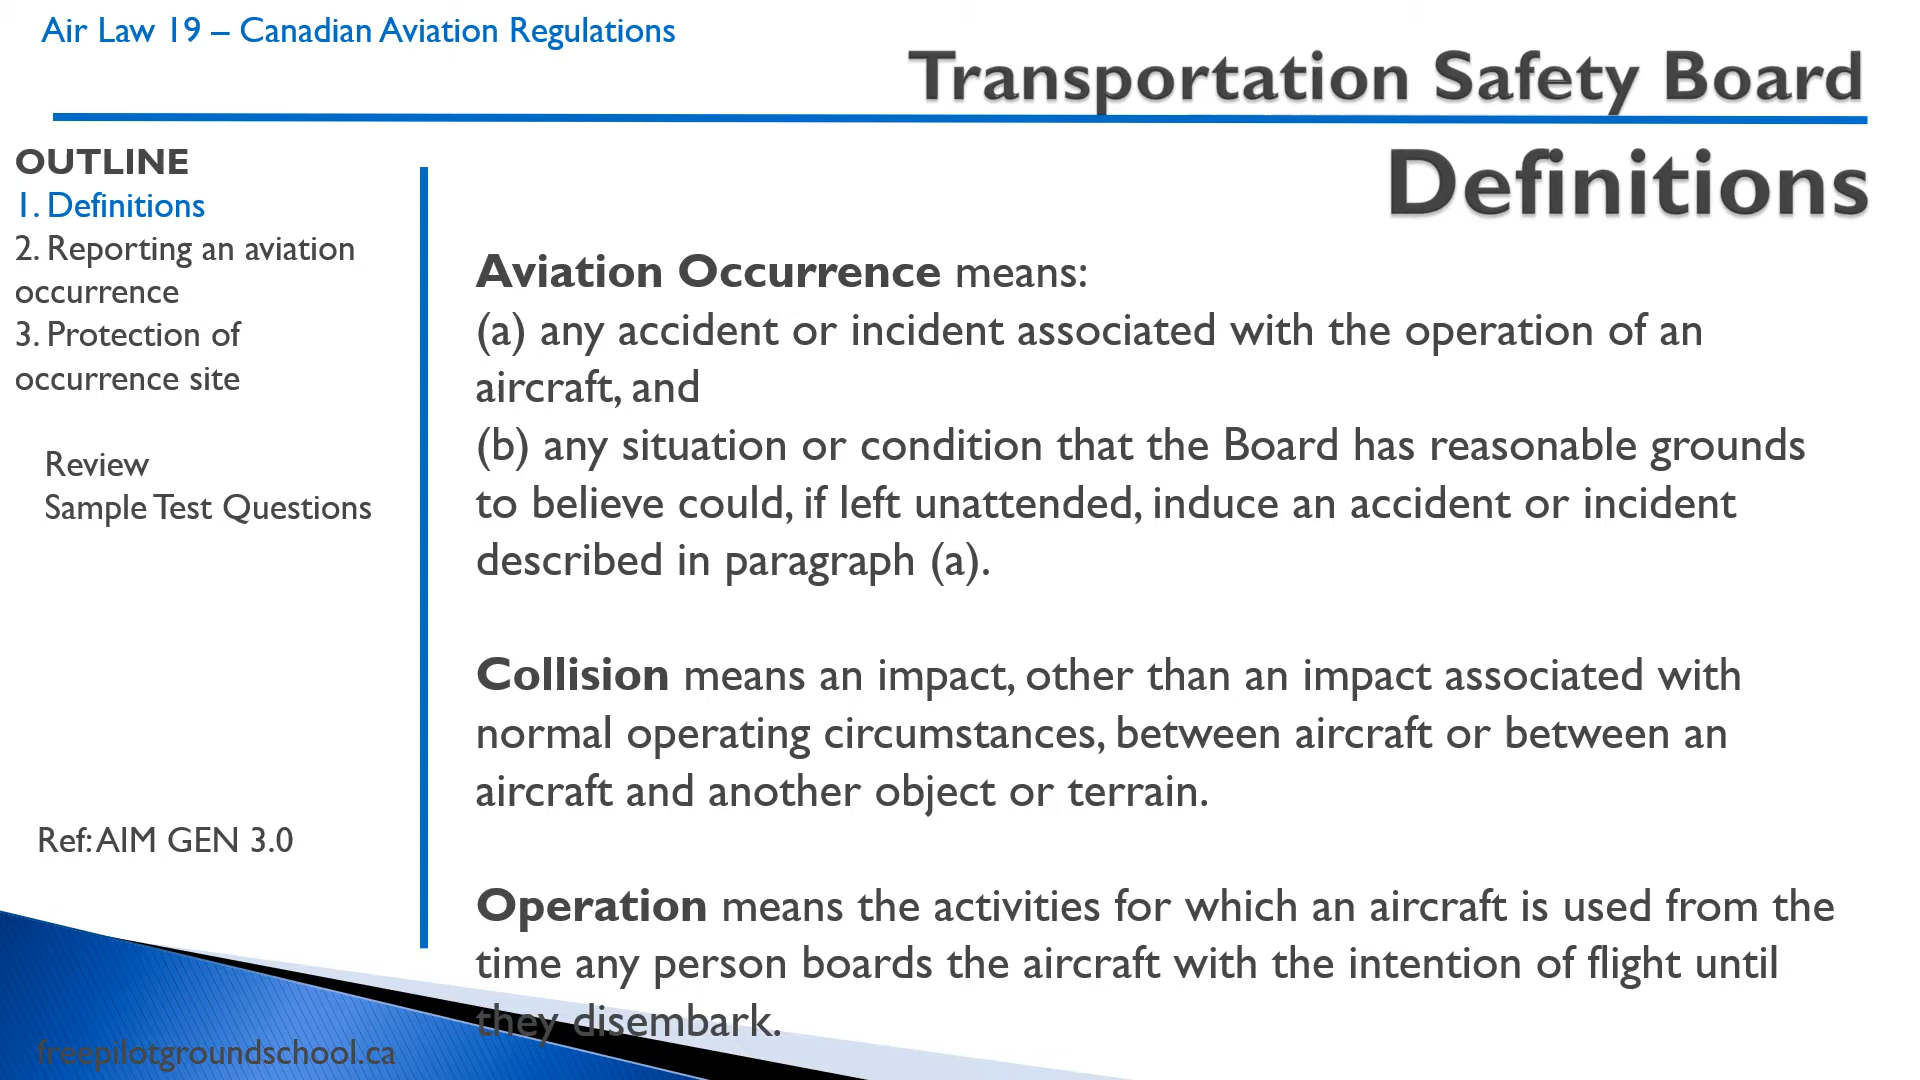 Air Law 19 – Canadian Aviation Regulations
Transportation Safety Board
OUTLINE
1. Definitions
2. Reporting an aviation
occurrence
3. Protection of
occurrence site
Review
Sample Test Questions
Ref: AIM GEN 3.0
freepilotgroundschool.ca
Definitions
Aviation Occurrence means:
(a) any accident or incident associated with the operation of an
aircraft, and
(b) any situation or condition that the Board has reasonable grounds
to believe could, if left unattended, induce an accident or incident
described in paragraph (a).
Collision means an impact, other than an impact associated with
normal operating circumstances, between aircraft or between an
aircraft and another object or terrain.
Operation means the activities for which an aircraft is used from the
time any person boards the aircraft with the intention of flight until
they disembark.